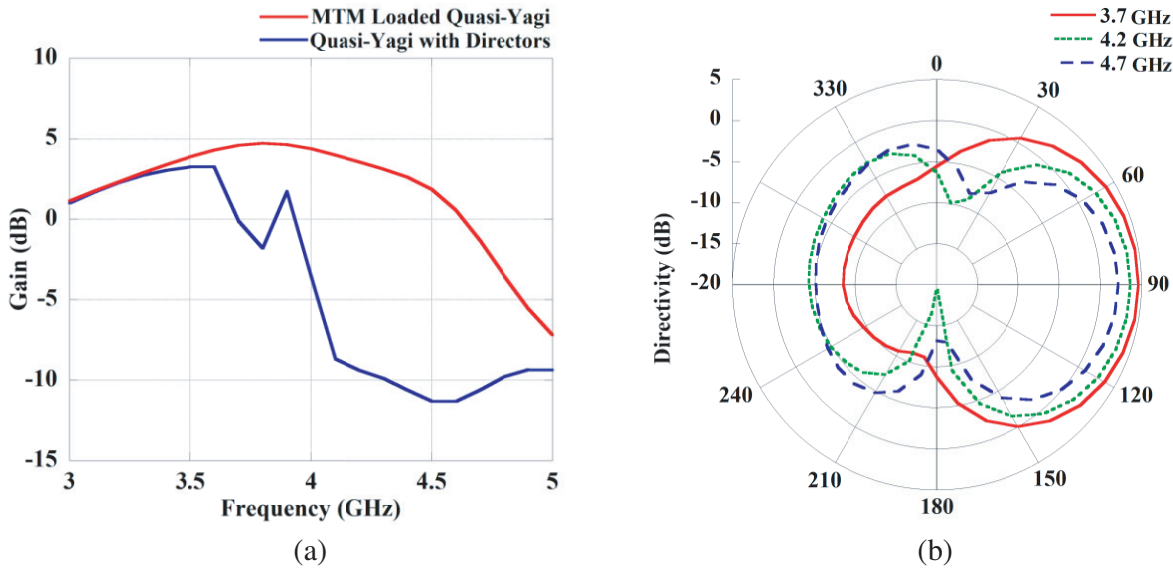 MTM Loaded Quasi-Yagi
Quasi-Yagi with Directors
10
5
0
-5
-10
-15
Gain (dB)
3
3.5
4
4.5
5
Frequency (GHz)
(a)
3.7 GHz
4.2 GHz
4.7 GHz
5
0
-5
-10
-15
-20
Directivity (dB)
0
30
60
90
120
150
180
210
240
330
(b)